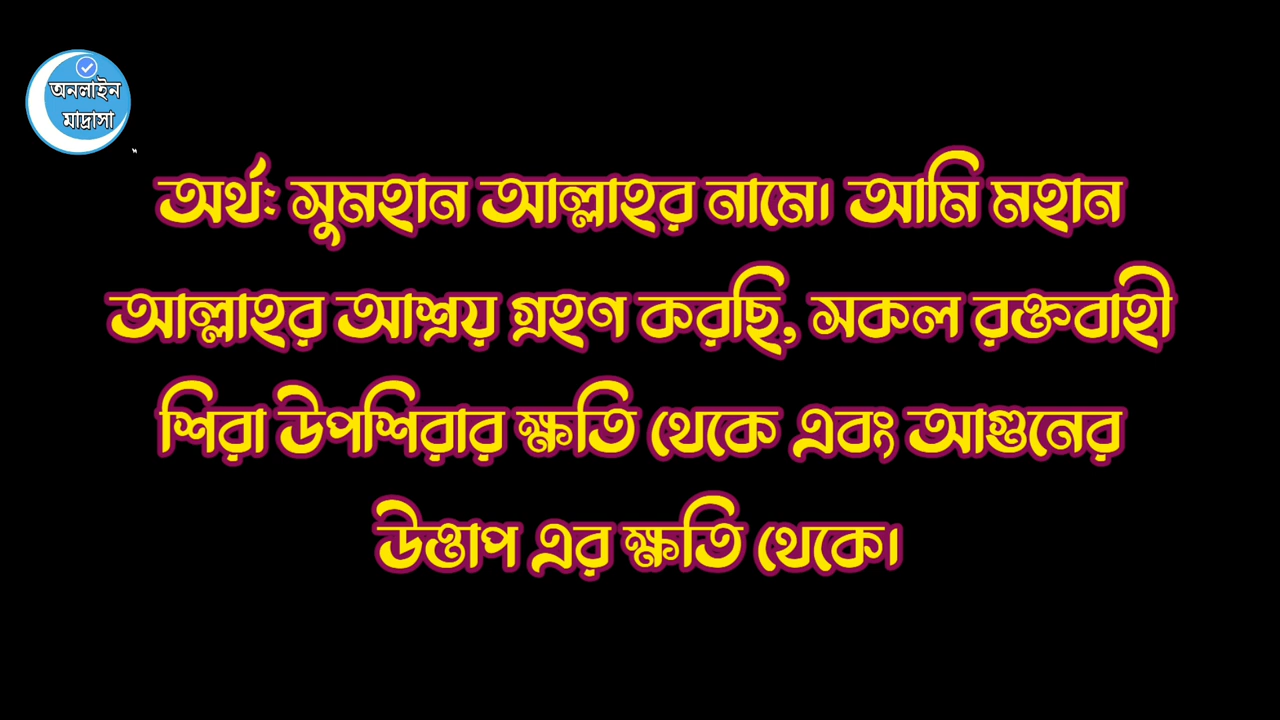 অনলাইন
মাদ্রাসা
অর্থ: সুমহান আল্লাহর নামে। আমি মহান
আল্লাহর আশ্রয় গ্রহণ করছি, সকল রক্তবাহী
শিরা উপশিরার ক্ষতি থেকে এবং আগুনের
উত্তাপ এর ক্ষতি থেকে।